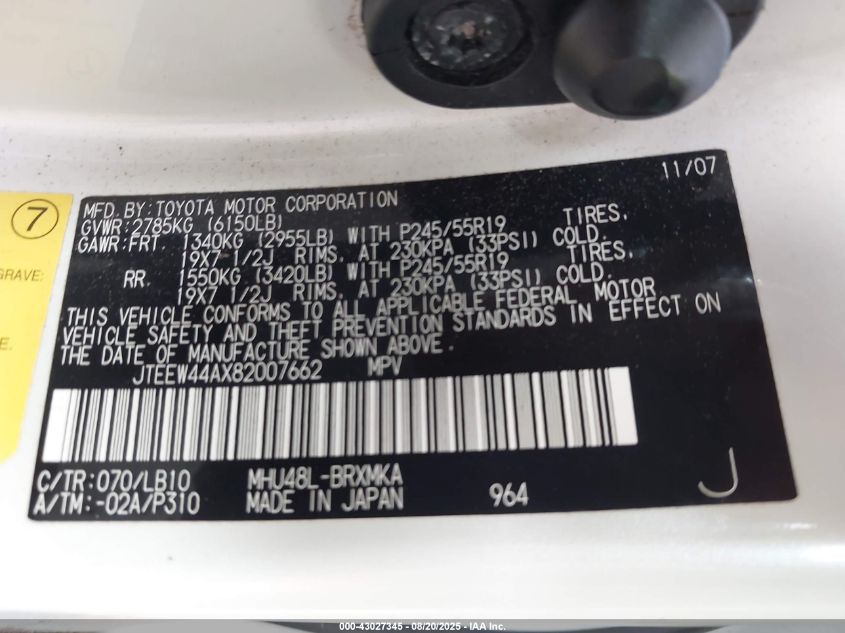 11/07
MFD. BY: TOYOTA MOTOR CORPORATION
GVWR: 2785KG (6150LB)
GAWR: FRT. 1340KG (2955LB) WITH P245/55R19 TIRES,
19X7 1/2J RIMS, AT 230KPA (33PSI) COLD.
RR. 1550KG (3420LB) WITH P245/55R19 TIRES,
19X7 1/2J RIMS, AT 230KPA (33PSI) COLD.
THIS VEHICLE CONFORMS TO ALL APPLICABLE FEDERAL MOTOR
VEHICLE SAFETY AND THEFT PREVENTION STANDARDS IN EFFECT ON
THE DATE OF MANUFACTURE SHOWN ABOVE.
JTEEW44AX82007662 MPV
C/TR: 070/LB10 MHU48L-BRXMKA
A/TM: -02A/P310 MADE IN JAPAN 964 J
7
GRAVE:
E.
000-43027345 - 08/20/2025 - IAA Inc.